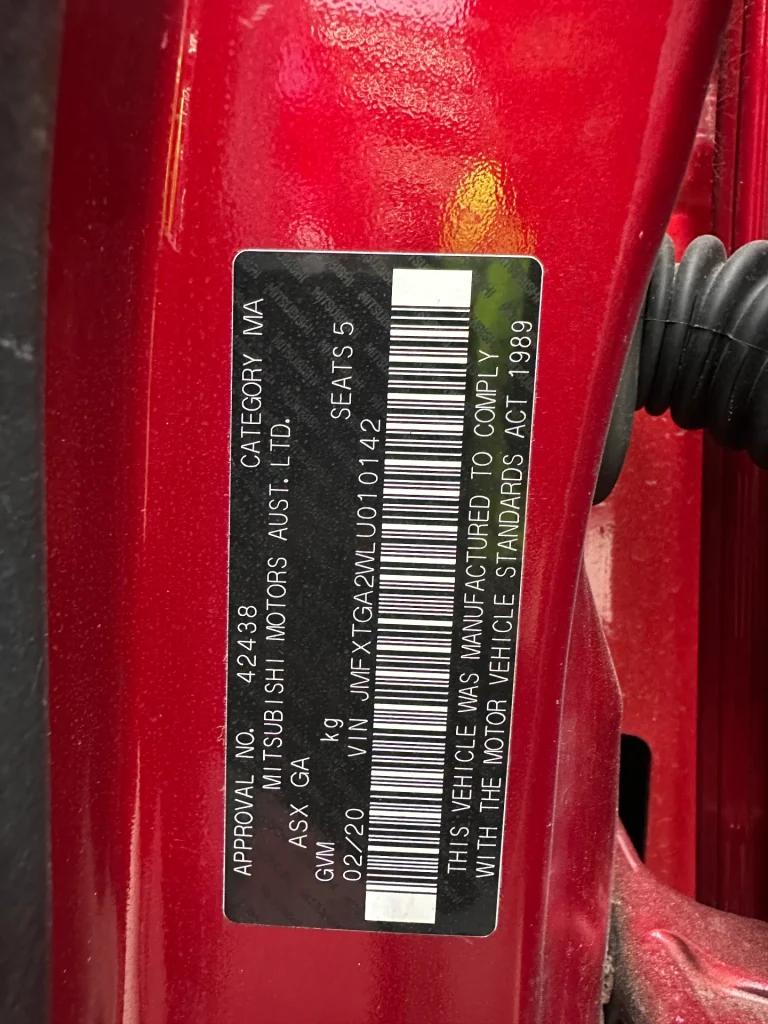 APPROVAL NO. 42438 CATEGORY MA
MITSUBISHI MOTORS AUST.LTD.
ASX GA
GVM kg SEATS 5
02/20 VIN JMFXTGA2WLU010142
THIS VEHICLE WAS MANUFACTURED TO COMPLY
WITH THE MOTOR VEHICLE STANDARDS ACT 1989